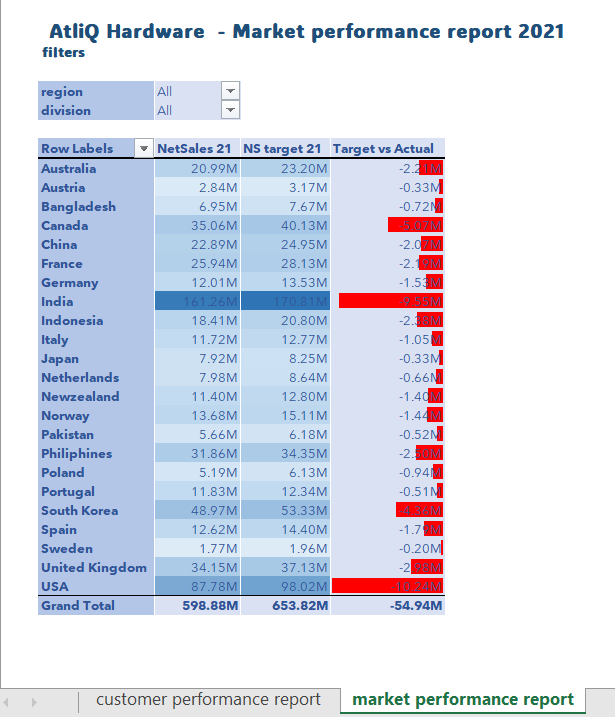 AtliQ Hardware - Market performance report 2021
filters
region All
division All
Row Labels NetSales 21 NS target 21 Target vs Actual
Australia 20.99M 23.20M -2.21M
Austria 2.84M 3.17M -0.33M
Bangladesh 6.95M 7.67M -0.72M
Canada 35.06M 40.13M -5.07M
China 22.89M 24.95M -2.07M
France 25.94M 28.13M -2.19M
Germany 12.01M 13.53M -1.53M
India 161.26M 170.81M -9.55M
Indonesia 18.41M 20.80M -2.38M
Italy 11.72M 12.77M -1.05M
Japan 7.92M 8.25M -0.33M
Netherlands 7.98M 8.64M -0.66M
Newzealand 11.40M 12.80M -1.40M
Norway 13.68M 15.11M -1.44M
Pakistan 5.66M 6.18M -0.52M
Philiphines 31.86M 34.35M -2.50M
Poland 5.19M 6.13M -0.94M
Portugal 11.83M 12.34M -0.51M
South Korea 48.97M 53.33M -4.36M
Spain 12.62M 14.40M -1.79M
Sweden 1.77M 1.96M -0.20M
United Kingdom 34.15M 37.13M -2.98M
USA 87.78M 98.02M -10.24M
Grand Total 598.88M 653.82M -54.94M
customer performance report market performance report